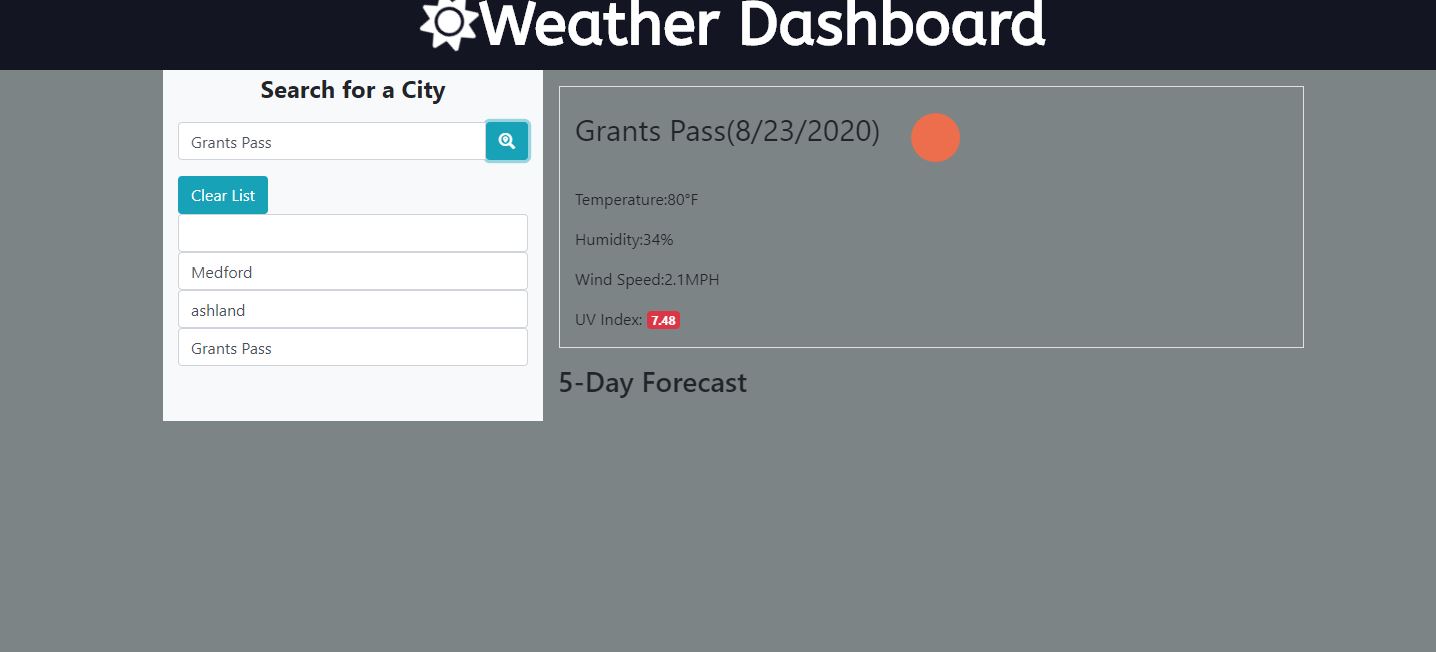 Weather Dashboard
Search for a City
Grants Pass
Clear List
Medford
ashland
Grants Pass
Grants Pass(8/23/2020)
Temperature:80°F
Humidity:34%
Wind Speed:2.1MPH
UV Index: 7.48
5-Day Forecast